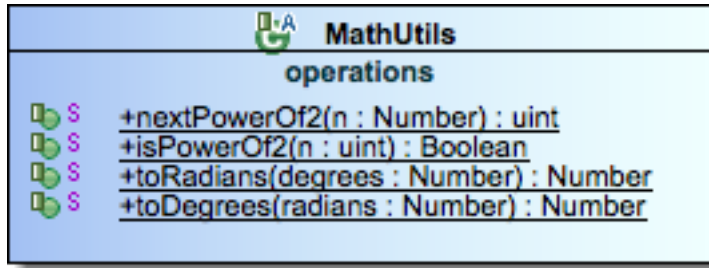 A
MathUtils
operations
S +nextPowerOf2(n : Number) : uint
S +isPowerOf2(n : uint) : Boolean
S +toRadians(degrees : Number) : Number
S +toDegrees(radians : Number) : Number